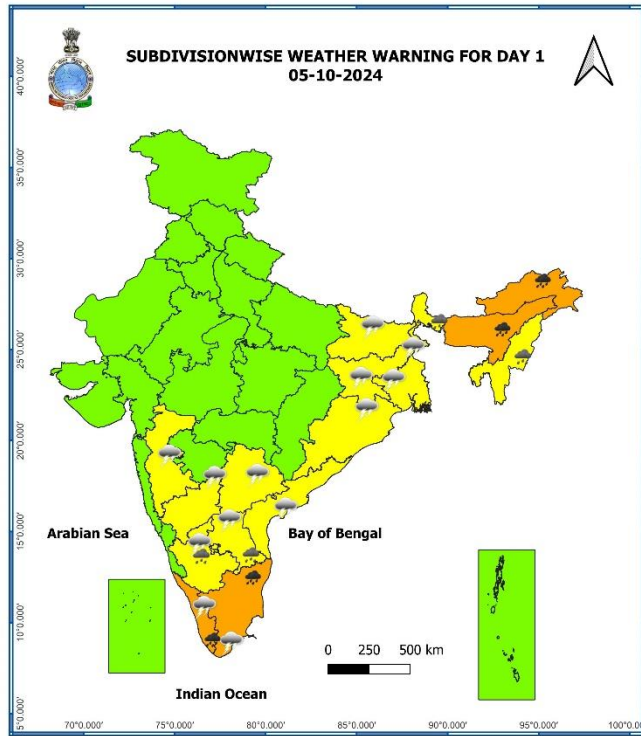 SUBDIVISIONWISE WEATHER WARNING FOR DAY 1
05-10-2024
40°0.000'
35°0.000'
30°0.000'
25°0.000'
20°0.000'
Arabian Sea
Bay of Bengal
15°0.000'
10°0.000'
0 250 500 km
Indian Ocean
5°0.000'
70°0.000' 75°0.000' 80°0.000' 85°0.000' 90°0.000' 95°0.000' 100°0.000'